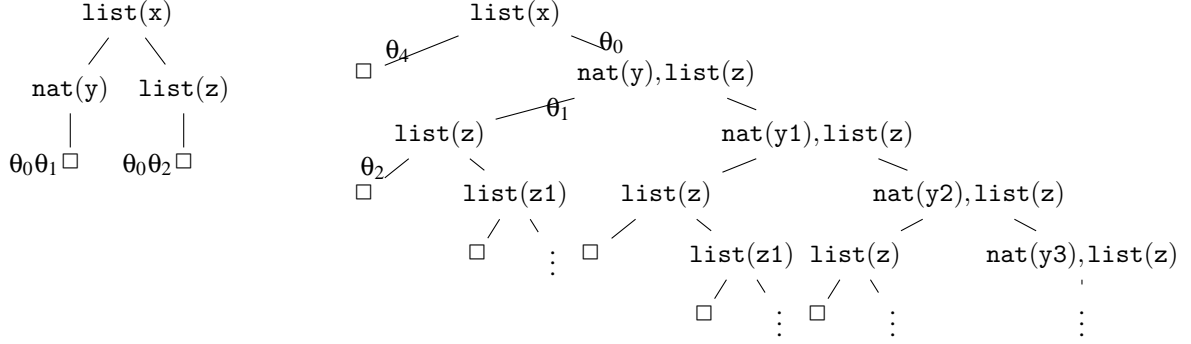 list(x) list(x)
θ4 θ0
□
nat(y) list(z) nat(y),list(z)
θ1
list(z) nat(y1),list(z)
θ0θ1□ θ0θ2□ θ2
□ list(z1) list(z) nat(y2),list(z)
□ ⋮ □ list(z1) list(z) nat(y3),list(z)
□ ⋮ □ ⋮ ⋮